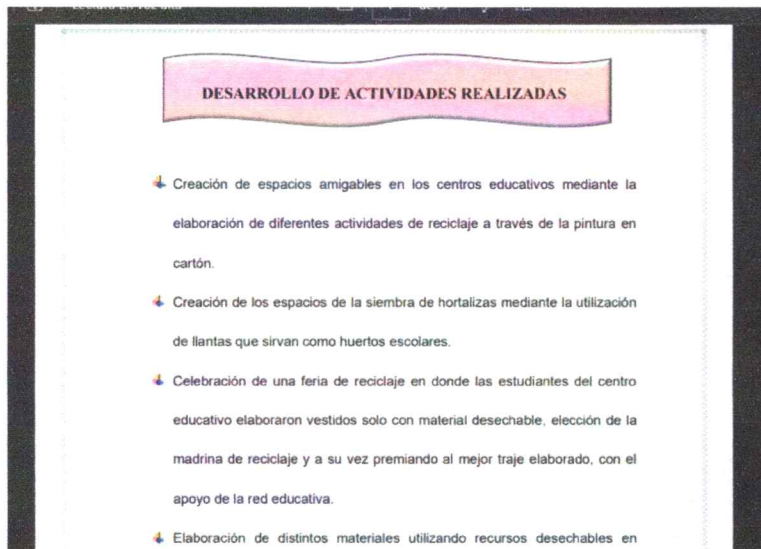 DESARROLLO DE ACTIVIDADES REALIZADAS
Creación de espacios amigables en los centros educativos mediante la
elaboración de diferentes actividades de reciclaje a través de la pintura en
cartón.
Creación de los espacios de la siembra de hortalizas mediante la utilización
de llantas que sirvan como huertos escolares.
Celebración de una feria de reciclaje en donde las estudiantes del centro
educativo elaboraron vestidos solo con material desechable, elección de la
madrina de reciclaje y a su vez premiando al mejor traje elaborado, con el
apoyo de la red educativa.
Elaboración de distintos materiales utilizando recursos desechables en